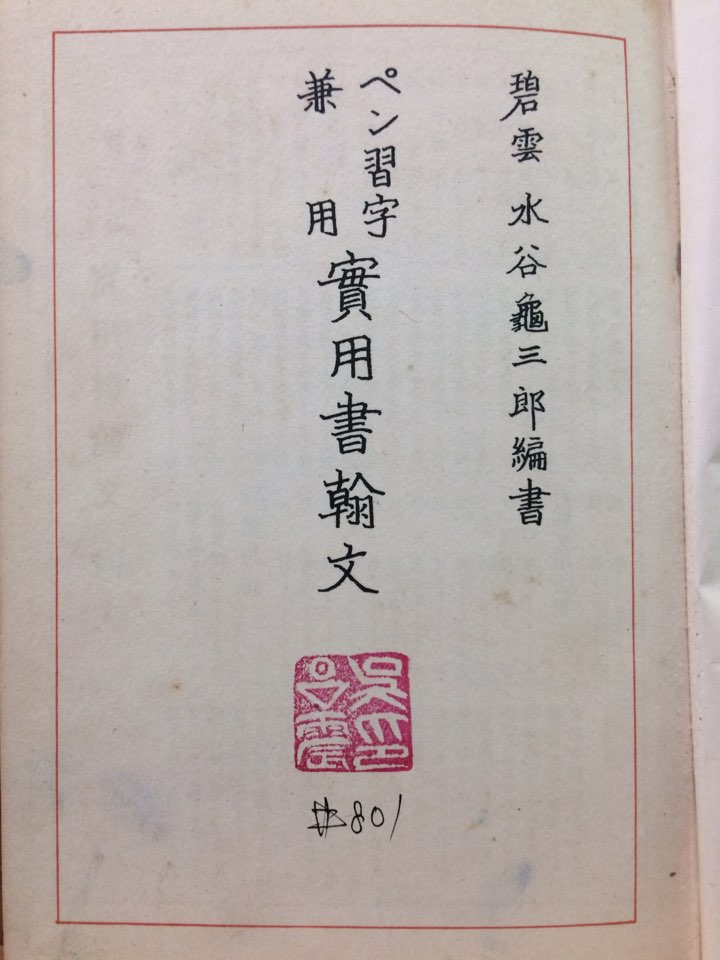 碧雲 水谷龜三郎編書
ペン習字
兼用
實用書翰文
#801